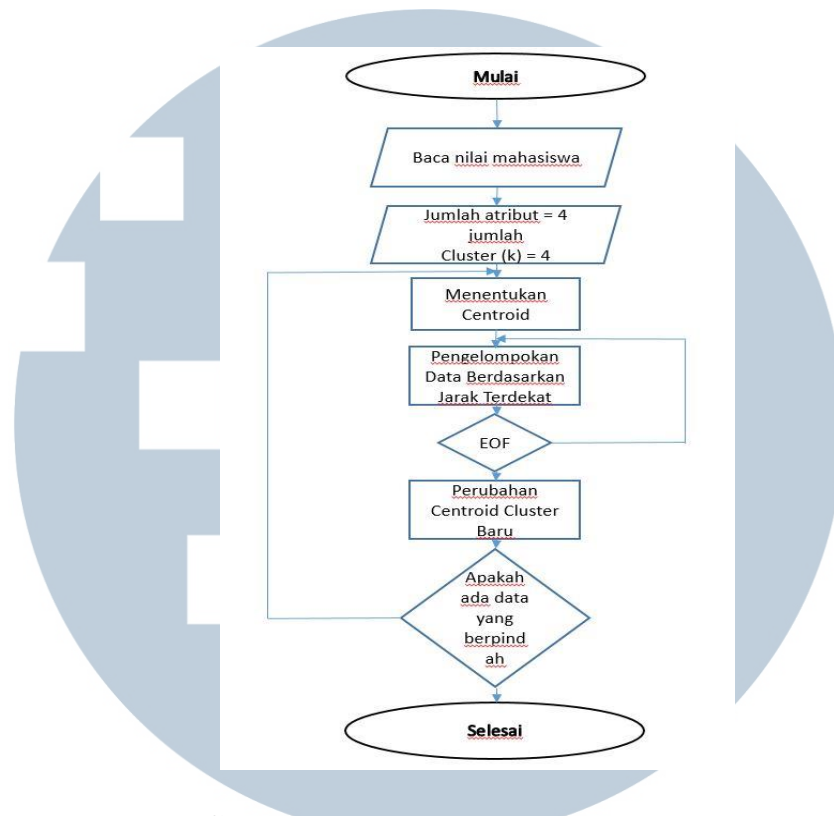 Mulai
Baca nilai mahasiswa
Jumlah atribut = 4
jumlah
Cluster (k) = 4
Menentukan
Centroid
Pengelompokan
Data Berdasarkan
Jarak Terdekat
EOF
Perubahan
Centroid Cluster
Baru
Apakah
ada data
yang
berpind
ah
Selesai